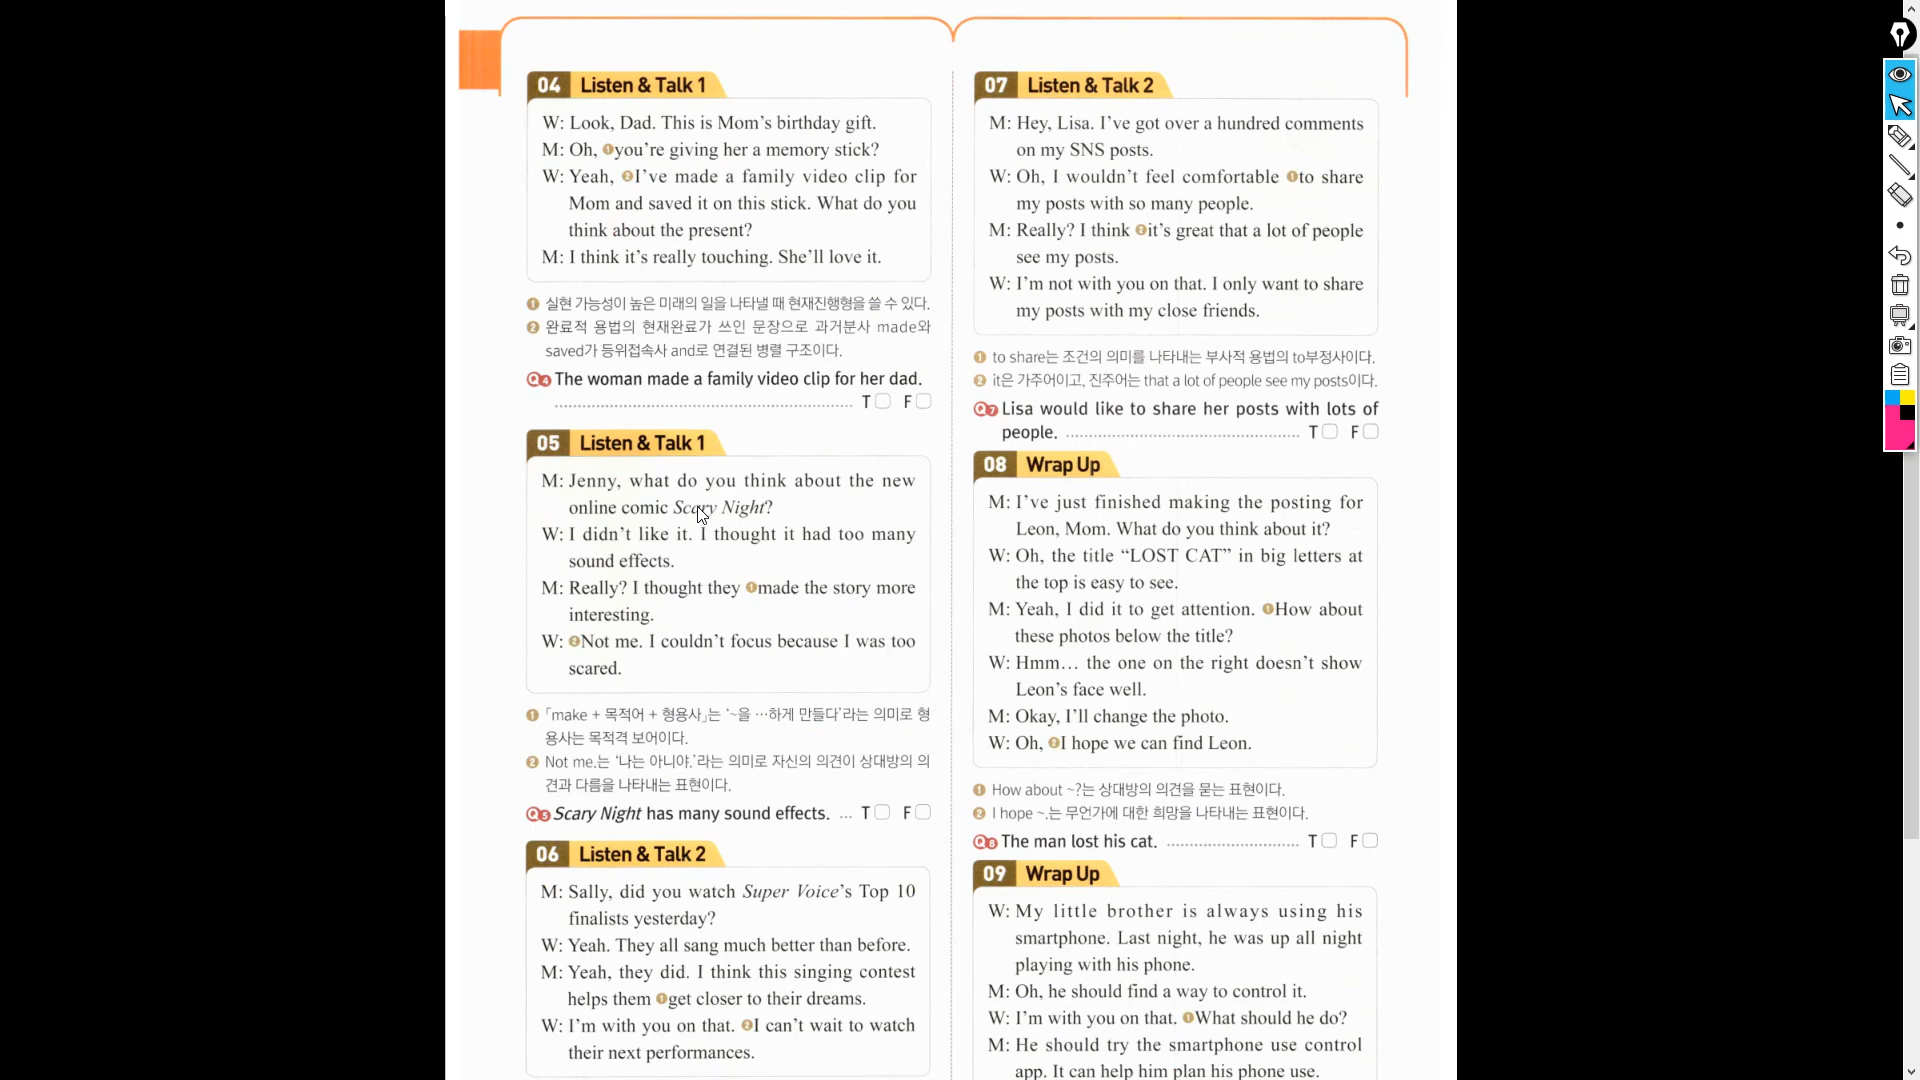 04 Listen & Talk 1
W: Look, Dad. This is Mom's birthday gift.
M: Oh, ❶you're giving her a memory stick?
W: Yeah, ❷I've made a family video clip for
Mom and saved it on this stick. What do you
think about the present?
M: I think it's really touching. She'll love it.
❶ 실현 가능성이 높은 미래의 일을 나타낼 때 현재진행형을 쓸 수 있다.
❷ 완료적 용법의 현재완료가 쓰인 문장으로 과거분사 made와
saved가 등위접속사 and로 연결된 병렬 구조이다.
Q4 The woman made a family video clip for her dad.
T□ F□
05 Listen & Talk 1
M: Jenny, what do you think about the new
online comic Scary Night?
W: I didn't like it. I thought it had too many
sound effects.
M: Really? I thought they ❶made the story more
interesting.
W: ❷Not me. I couldn't focus because I was too
scared.
❶ 「make + 목적어 + 형용사」는 '~을 …하게 만들다'라는 의미로 형
용사는 목적격 보어이다.
❷ Not me.는 '나는 아니야.'라는 의미로 자신의 의견이 상대방의 의
견과 다름을 나타내는 표현이다.
Q5 Scary Night has many sound effects. ... T□ F□
06 Listen & Talk 2
M: Sally, did you watch Super Voice's Top 10
finalists yesterday?
W: Yeah. They all sang much better than before.
M: Yeah, they did. I think this singing contest
helps them ❶get closer to their dreams.
W: I'm with you on that. ❷I can't wait to watch
their next performances.
07 Listen & Talk 2
M: Hey, Lisa. I've got over a hundred comments
on my SNS posts.
W: Oh, I wouldn't feel comfortable ❶to share
my posts with so many people.
M: Really? I think ❷it's great that a lot of people
see my posts.
W: I'm not with you on that. I only want to share
my posts with my close friends.
❶ to share는 조건의 의미를 나타내는 부사적 용법의 to부정사이다.
❷ it은 가주어이고, 진주어는 that a lot of people see my posts이다.
Q7 Lisa would like to share her posts with lots of
people. T□ F□
08 Wrap Up
M: I've just finished making the posting for
Leon, Mom. What do you think about it?
W: Oh, the title “LOST CAT” in big letters at
the top is easy to see.
M: Yeah, I did it to get attention. ❶How about
these photos below the title?
W: Hmm… the one on the right doesn't show
Leon's face well.
M: Okay, I'll change the photo.
W: Oh, ❷I hope we can find Leon.
❶ How about ~?는 상대방의 의견을 묻는 표현이다.
❷ I hope ~.는 무언가에 대한 희망을 나타내는 표현이다.
Q8 The man lost his cat. T□ F□
09 Wrap Up
W: My little brother is always using his
smartphone. Last night, he was up all night
playing with his phone.
M: Oh, he should find a way to control it.
W: I'm with you on that. ❶What should he do?
M: He should try the smartphone use control
app. It can help him plan his phone use.